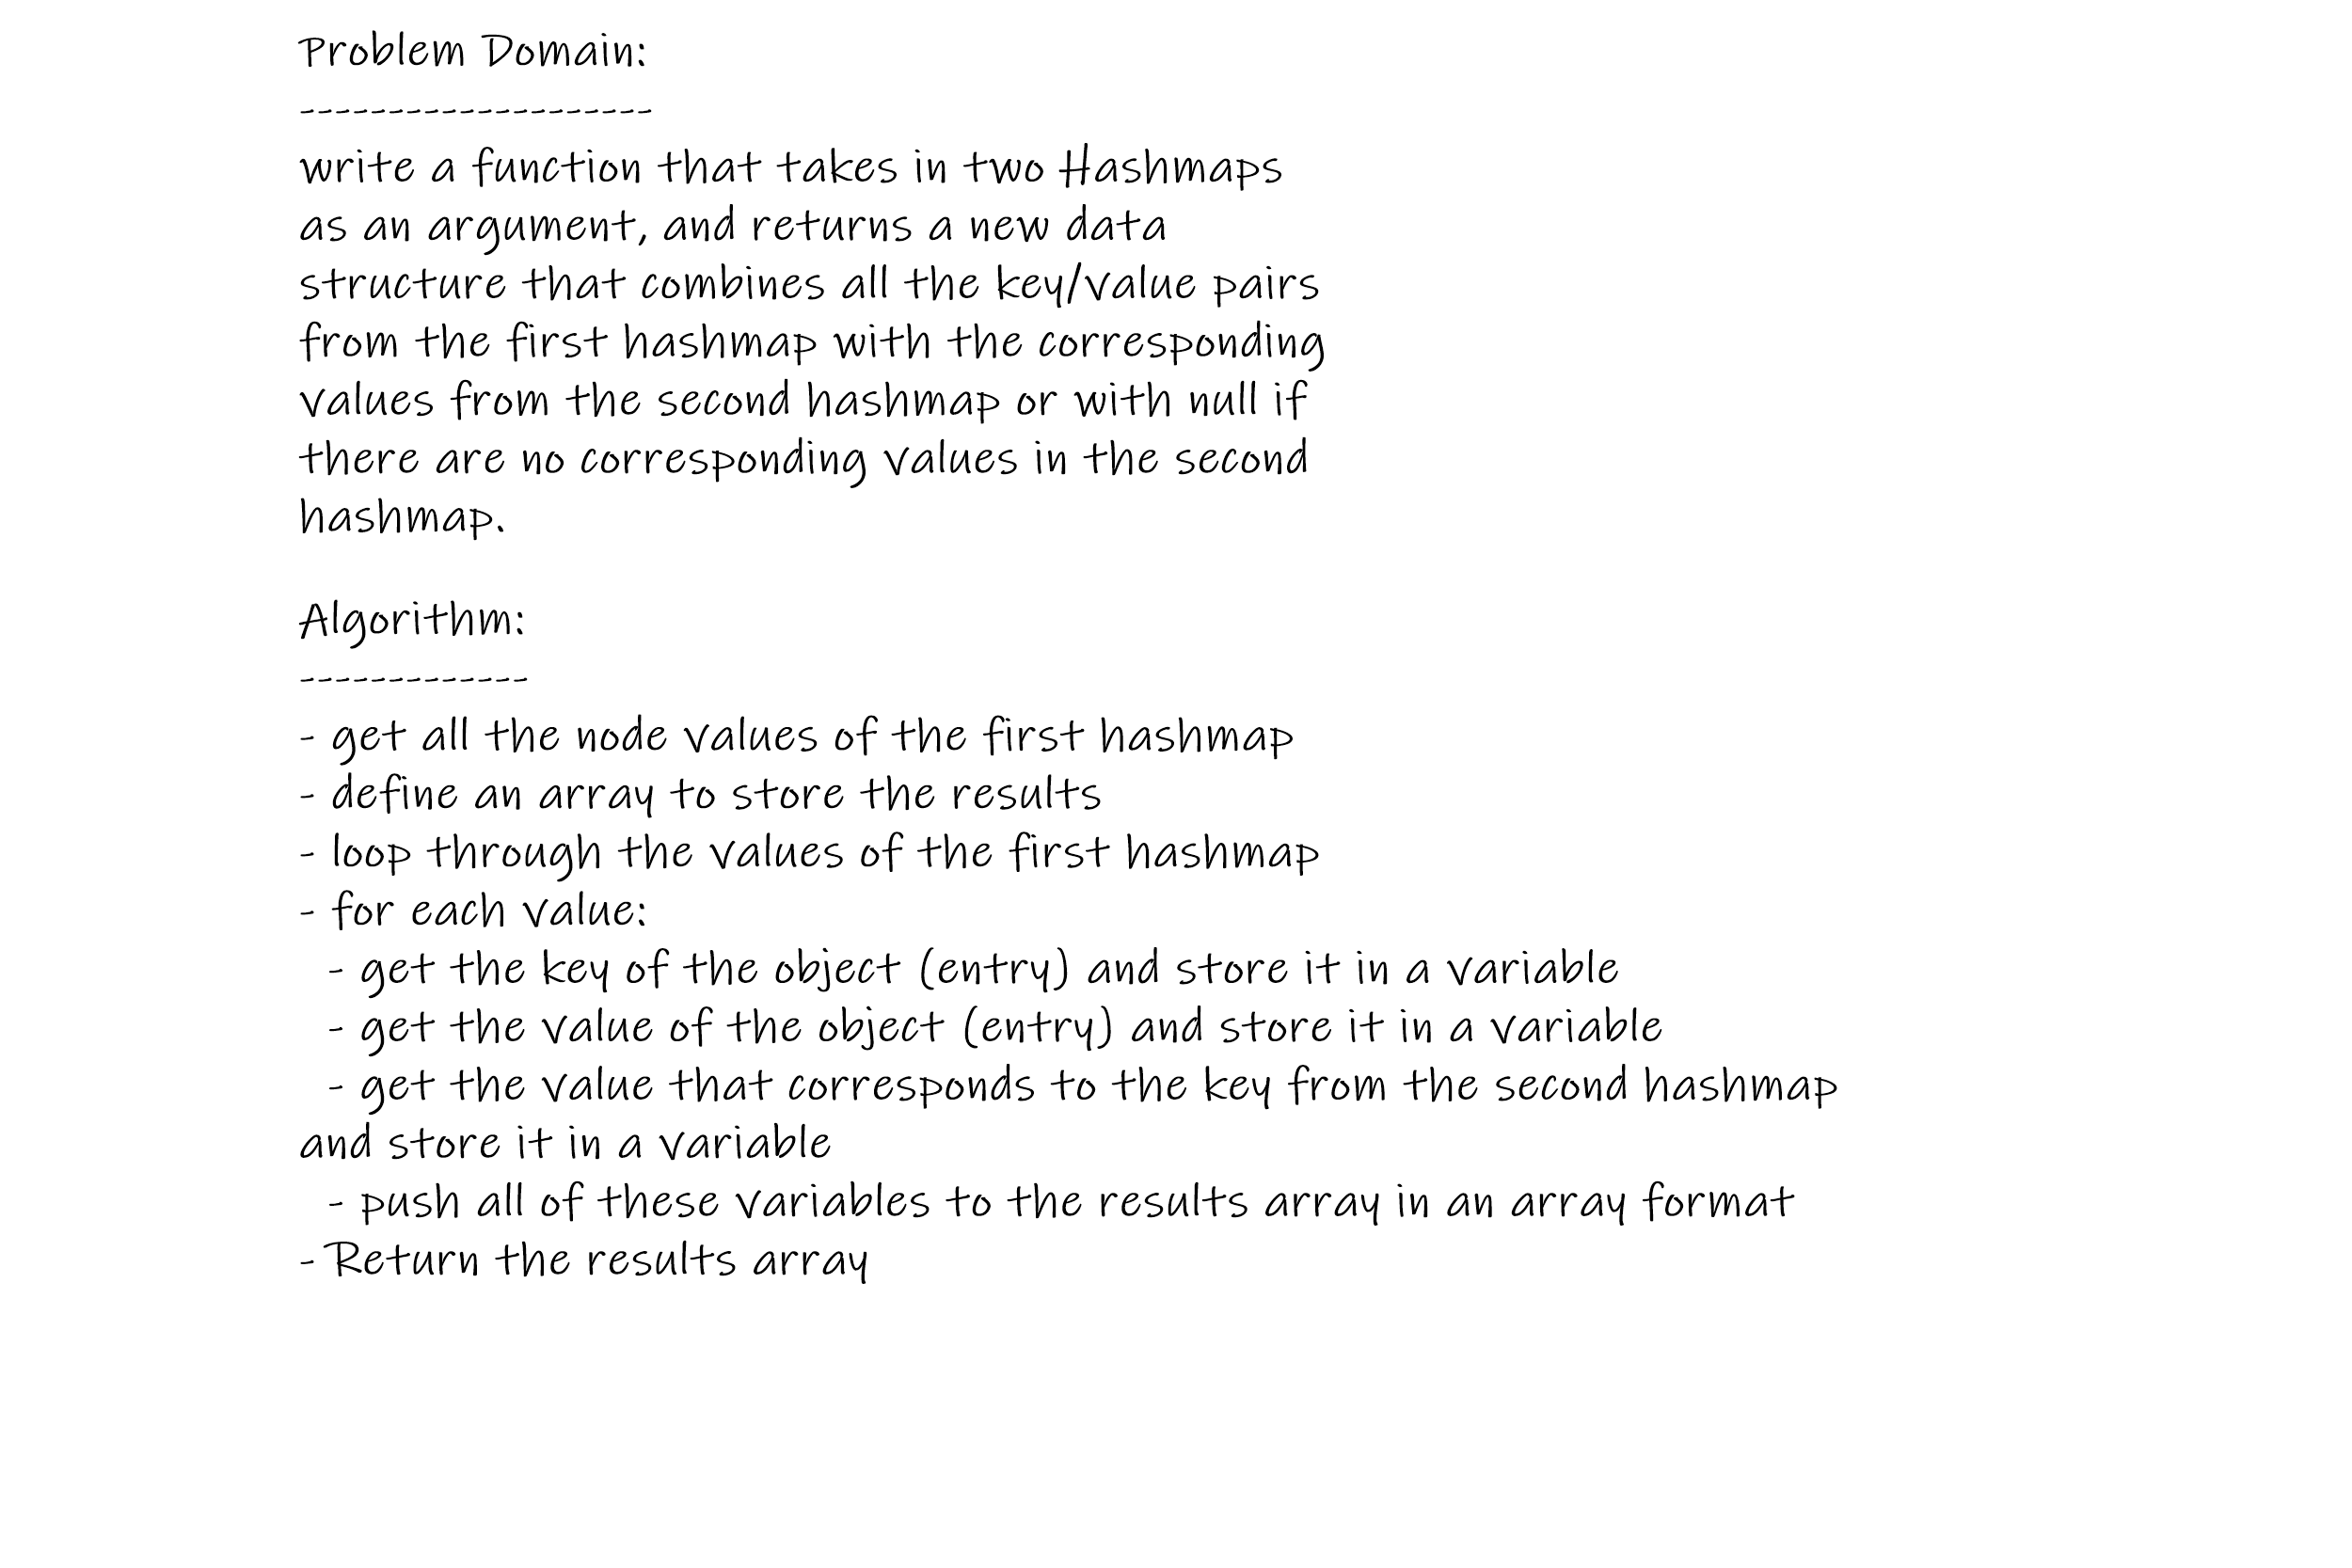 Problem Domain:
--------------------
write a function that takes in two Hashmaps
as an argument, and returns a new data
structure that combines all the key/value pairs
from the first hashmap with the corresponding
values from the second hashmap or with null if
there are no corresponding values in the second
hashmap.
Algorithm:
-------------
- get all the node values of the first hashmap
- define an array to store the results
- loop through the values of the first hashmap
- for each value:
- get the key of the object (entry) and store it in a variable
- get the value of the object (entry) and store it in a variable
- get the value that corresponds to the key from the second hashmap
and store it in a variable
- push all of these variables to the results array in an array format
- Return the results array